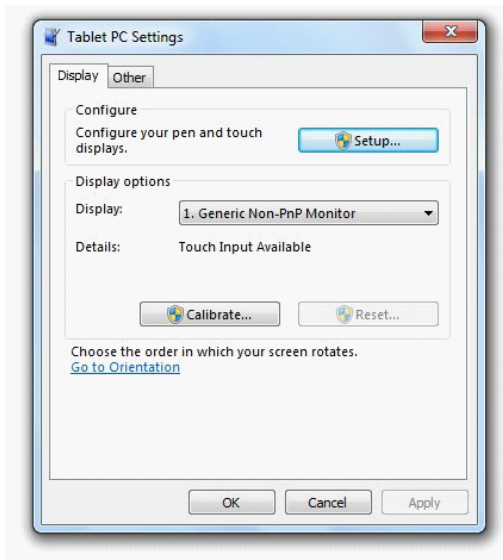 Tablet PC Settings
Display Other
Configure
Configure your pen and touch
displays.
Setup...
Display options
Display: 1. Generic Non-PnP Monitor
Details: Touch Input Available
Calibrate... Reset...
Choose the order in which your screen rotates.
Go to Orientation
OK Cancel Apply